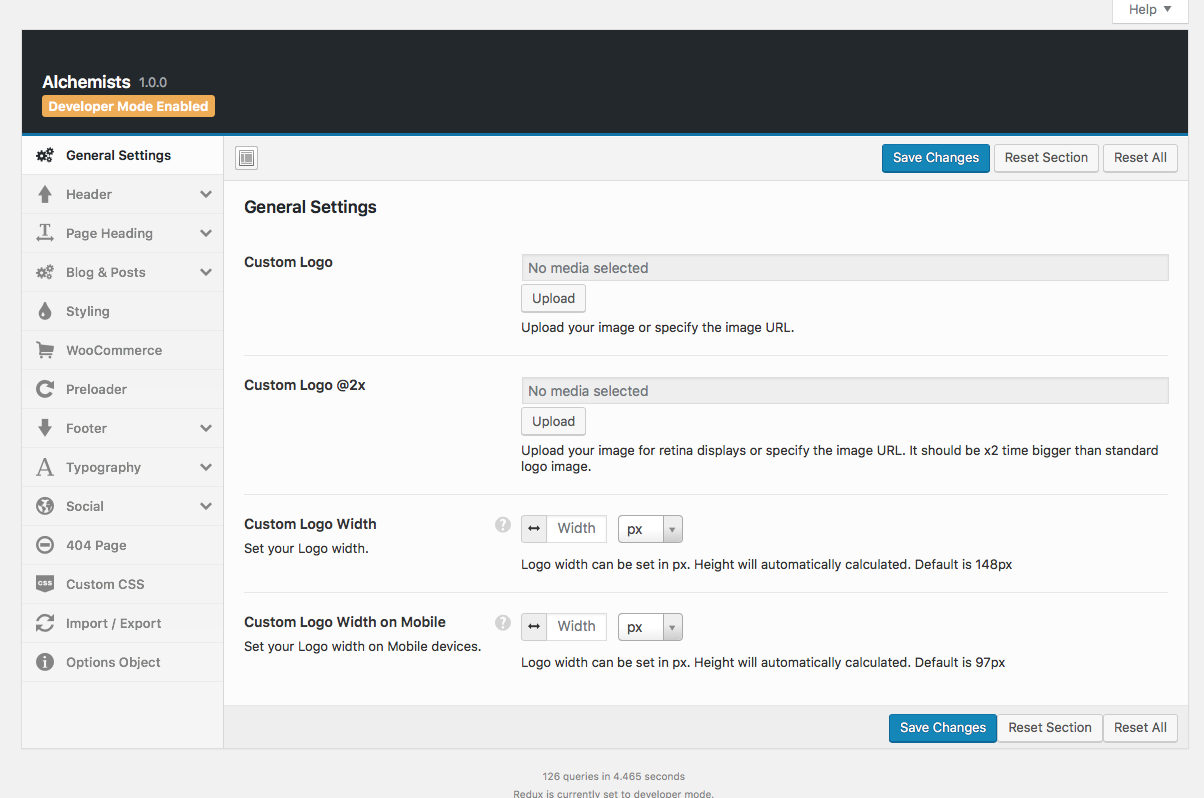 Help
Alchemists 1.0.0
Developer Mode Enabled
General Settings
Header
Page Heading
Blog & Posts
Styling
WooCommerce
Preloader
Footer
Typography
Social
404 Page
CSS
Custom CSS
Import / Export
Options Object
Save Changes
Reset Section
Reset All
General Settings
Custom Logo
No media selected
Upload
Upload your image or specify the image URL.
Custom Logo @2x
No media selected
Upload
Upload your image for retina displays or specify the image URL. It should be x2 time bigger than standard
logo image.
Custom Logo Width
Set your Logo width.
?
Width
px
Logo width can be set in px. Height will automatically calculated. Default is 148px
Custom Logo Width on Mobile
Set your Logo width on Mobile devices.
?
Width
px
Logo width can be set in px. Height will automatically calculated. Default is 97px
Save Changes
Reset Section
Reset All
126 queries in 4.465 seconds
Redux is currently set to developer mode.